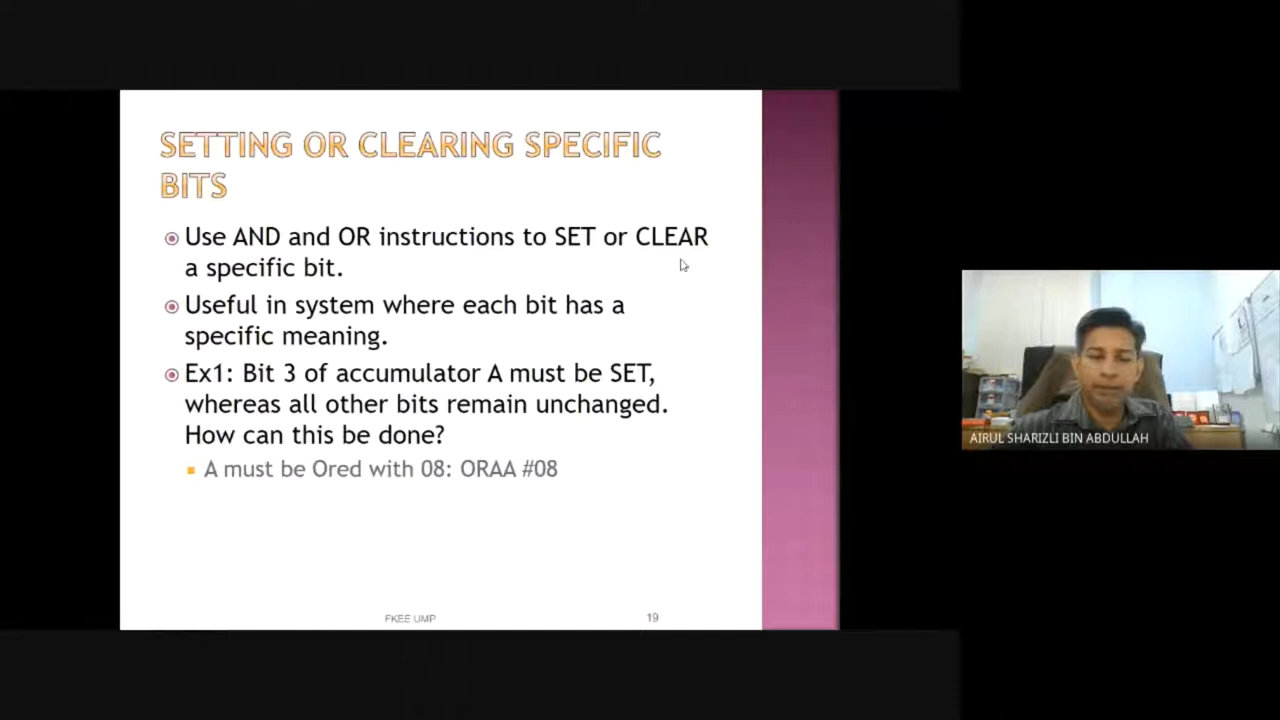 SETTING OR CLEARING SPECIFIC
BITS
Use AND and OR instructions to SET or CLEAR
a specific bit.
Useful in system where each bit has a
specific meaning.
Ex1: Bit 3 of accumulator A must be SET,
whereas all other bits remain unchanged.
How can this be done?
A must be Ored with 08: ORAA #08
FKEE UMP
19
AIRUL SHARIZLI BIN ABDULLAH